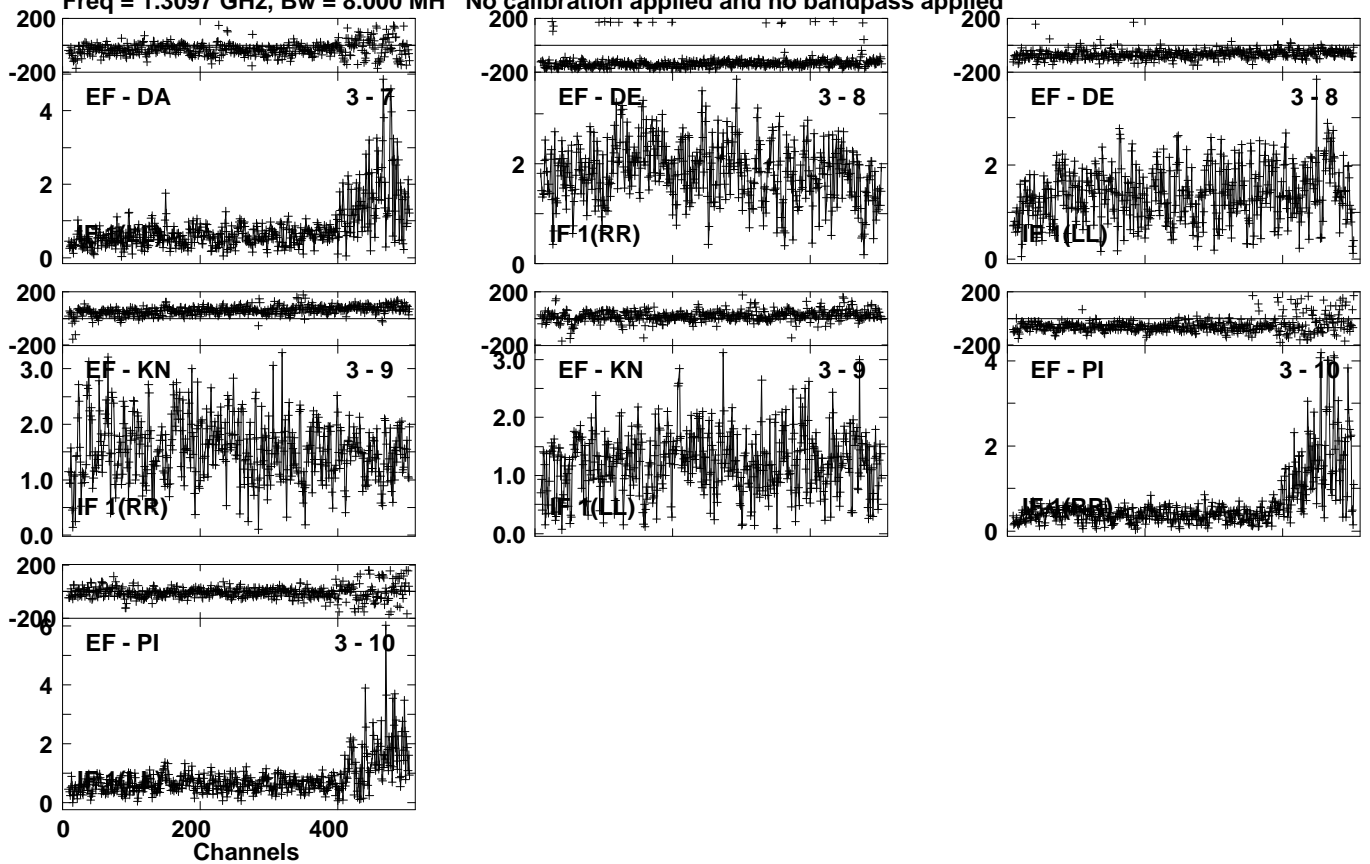 Freq = 1.3097 GHz, Bw = 8.000 MH No calibration applied and no bandpass applied
200
-200
EF - DA 3 - 7
4
2
0
EF - DE 3 - 8
2
0
IF 1(RR)
EF - DE 3 - 8
2
0
IF 1(LL)
200
-200
EF - KN 3 - 9
3.0
2.0
1.0
0.0
IF 1(RR)
200
-200
EF - KN 3 - 9
3.0
2.0
1.0
0.0
IF 1(LL)
200
-200
EF - PI 3 - 10
4
2
0
IF 1(RR)
200
-200
EF - PI 3 - 10
6
4
2
0
IF 1(LL)
0 200 400
Channels